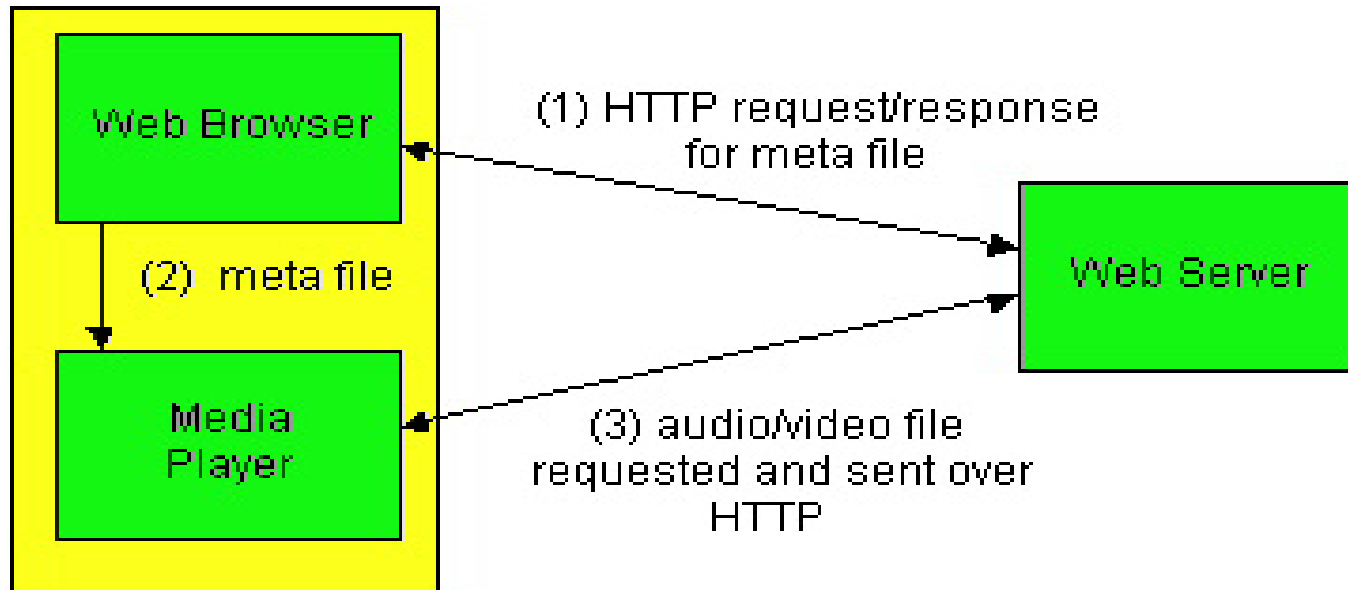 Web Browser
(1) HTTP request/response
for meta file
Web Server
(2) meta file
Media
Player
(3) audio/video file
requested and sent over
HTTP